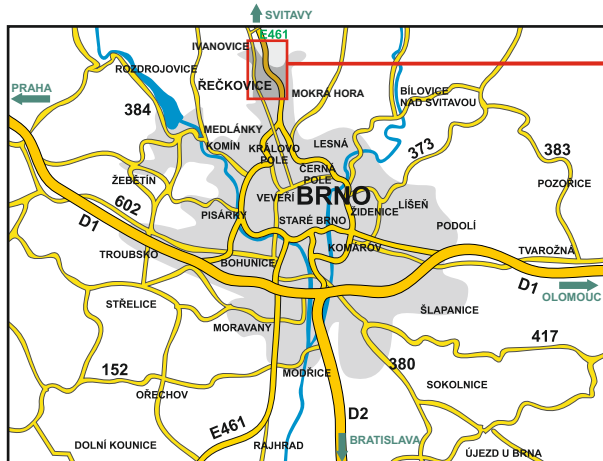 SVITAVY
E461
IVANOVICE
ROZDROJOVICE
ŘEČKOVICE
PRAHA
MOKRA HORA
BÍLOVICE
NAD SVITAVOU
384
MEDLÁNKY
KOMÍN
KRÁLOVO
POLE
LESNÁ
373
383
ČERNÁ
POLE
ŽEBĚTÍN
POZOŘICE
602
VEVEŘÍ
BRNO
PISÁRKY
STARÉ BRNO
ŽIDENICE
LÍŠEŇ
PODOLÍ
D1
KOMÁROV
TVAROŽNÁ
TROUBSKO
BOHUNICE
D1
OLOMOUC
STŘELICE
ŠLAPANICE
MORAVANY
417
152
MODŘICE
380
SOKOLNICE
OŘECHOV
E461
D2
BRATISLAVA
DOLNÍ KOUNICE
RAJHRAD
ÚJEZD U BRNA